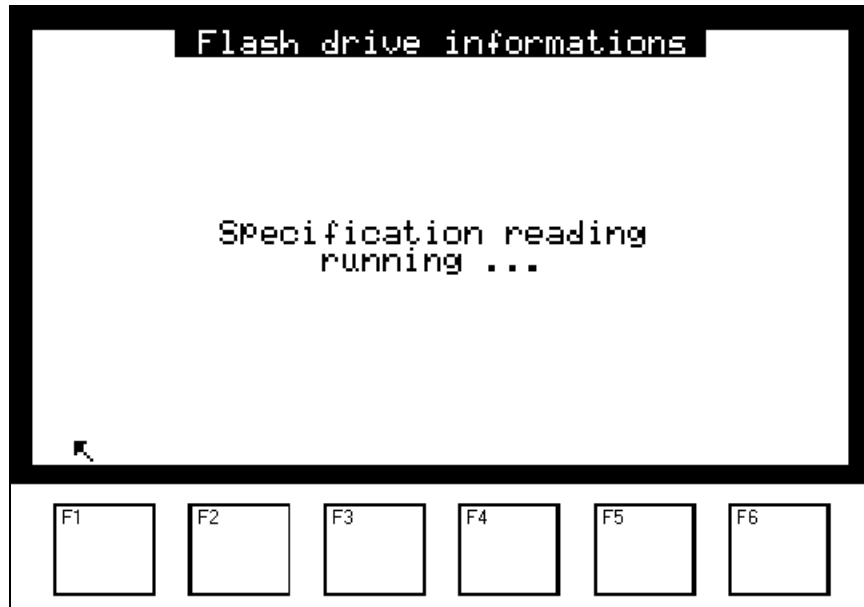 Flash drive informations
Specification reading
running ...
F1 F2 F3 F4 F5 F6